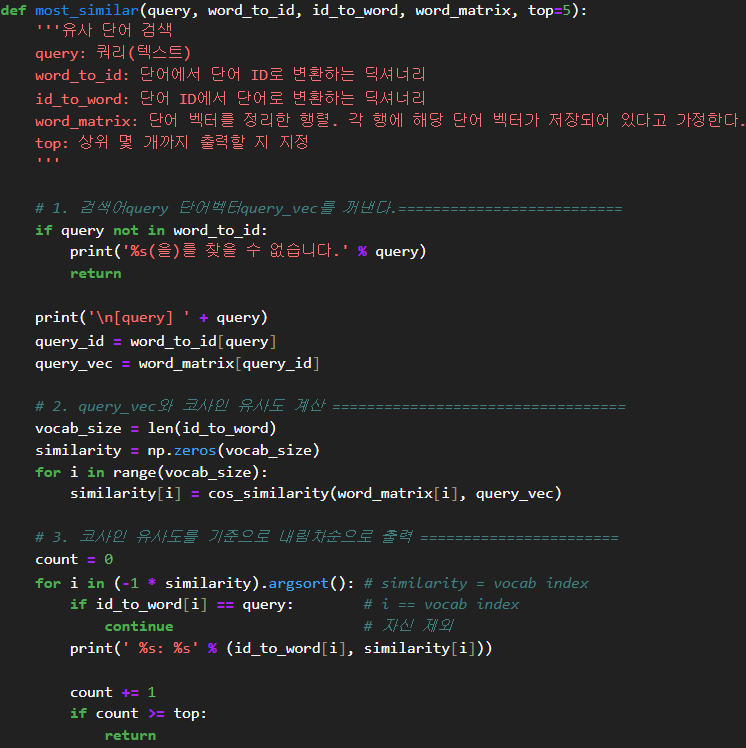 def most_similar(query, word_to_id, id_to_word, word_matrix, top=5):
    '''유사 단어 검색
    query: 쿼리(텍스트)
    word_to_id: 단어에서 단어 ID로 변환하는 딕셔너리
    id_to_word: 단어 ID에서 단어로 변환하는 딕셔너리
    word_matrix: 단어 벡터를 정리한 행렬. 각 행에 해당 단어 벡터가 저장되어 있다고 가정한다.
    top: 상위 몇 개까지 출력할 지 지정
    '''
    # 1. 검색어query 단어벡터query_vec를 꺼낸다.==========================
    if query not in word_to_id:
        print('%s(을)를 찾을 수 없습니다.' % query)
        return
    print('\n[query] ' + query)
    query_id = word_to_id[query]
    query_vec = word_matrix[query_id]
    # 2. query_vec와 코사인 유사도 계산 ==================================
    vocab_size = len(id_to_word)
    similarity = np.zeros(vocab_size)
    for i in range(vocab_size):
        similarity[i] = cos_similarity(word_matrix[i], query_vec)
    # 3. 코사인 유사도를 기준으로 내림차순으로 출력 =======================
    count = 0
    for i in (-1 * similarity).argsort(): # similarity = vocab index
        if id_to_word[i] == query:        # i == vocab index
            continue                      # 자신 제외
        print(' %s: %s' % (id_to_word[i], similarity[i]))
        count += 1
        if count >= top:
            return